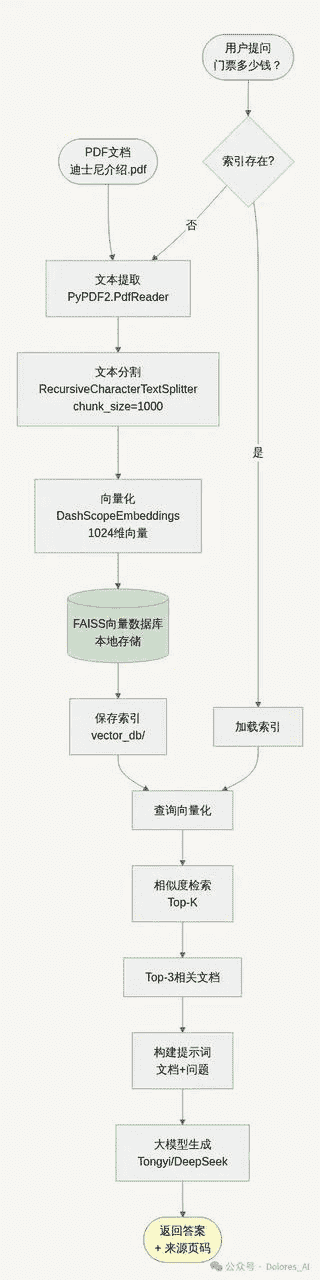 用户提问
门票多少钱？
索引存在?
PDF文档
迪士尼介绍.pdf
否
文本提取
PyPDF2.PdfReader
文本分割
RecursiveCharacterTextSplitter
chunk_size=1000
是
向量化
DashScopeEmbeddings
1024维向量
FAISS向量数据库
本地存储
保存索引
vector_db/
加载索引
查询向量化
相似度检索
Top-K
Top-3相关文档
构建提示词
文档+问题
大模型生成
Tongyi/DeepSeek
返回答案
+ 来源页码
公众号 · Dolores_AI